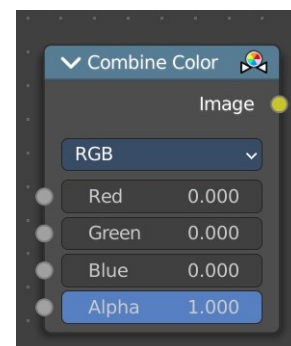 Combine Color
Image
RGB
Red 0.000
Green 0.000
Blue 0.000
Alpha 1.000